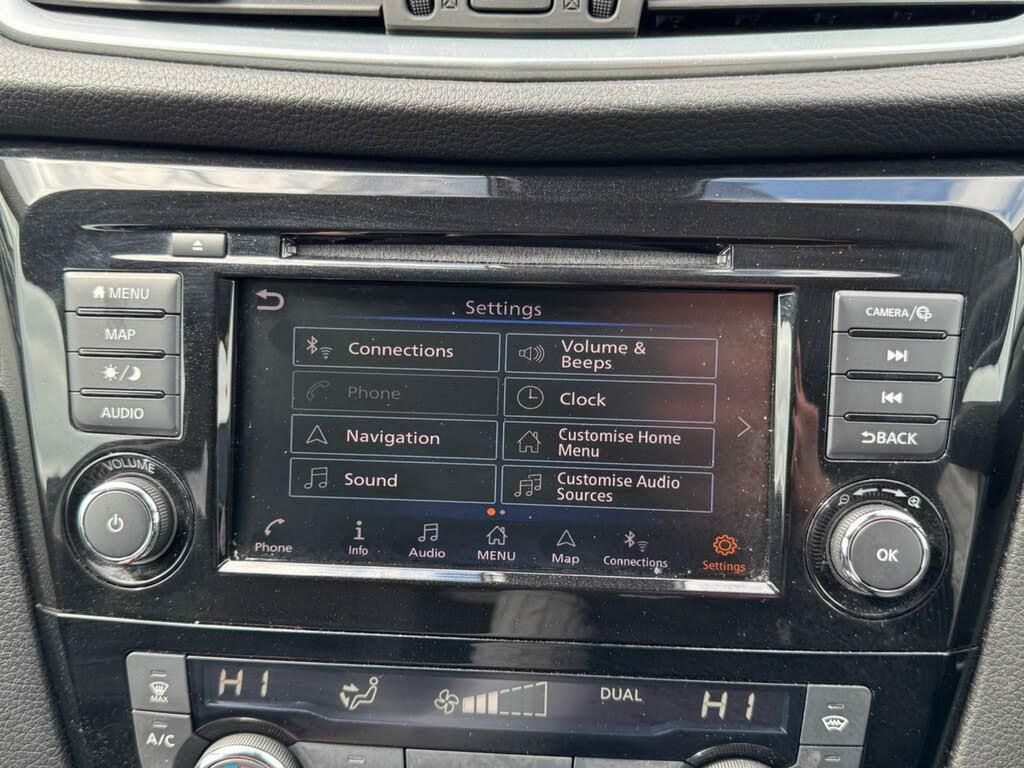 Settings
Connections
Volume &
Beeps
Phone
Clock
Navigation
Customise Home
Menu
Sound
Customise Audio
Sources
Phone
Info
Audio
MENU
Map
Connections
Settings
MENU
MAP
AUDIO
VOLUME
CAMERA/
BACK
OK
MAX
A/C
HI
DUAL
HI